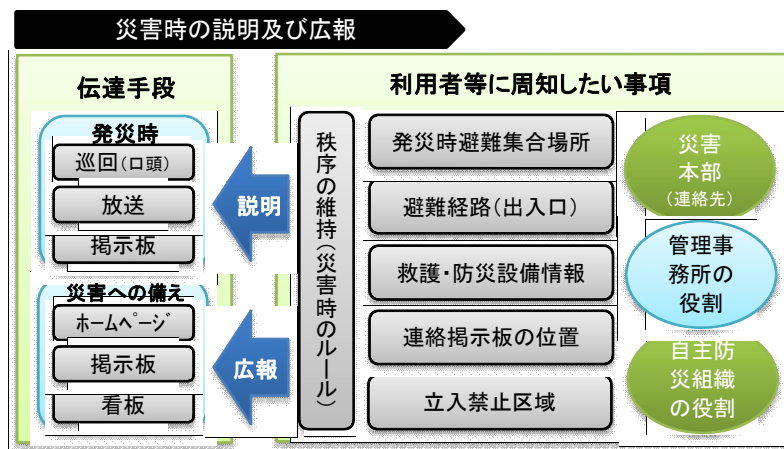 災害時の説明及び広報
伝達手段
発災時
巡回(口頭)
放送
掲示板
災害への備え
ホームページ
掲示板
看板
説明
広報
利用者等に周知したい事項
秩序の維持(災害時のルール)
発災時避難集合場所
避難経路(出入口)
救護・防災設備情報
連絡掲示板の位置
立入禁止区域
災害
本部
(連絡先)
管理事
務所の
役割
自主防
災組織
の役割